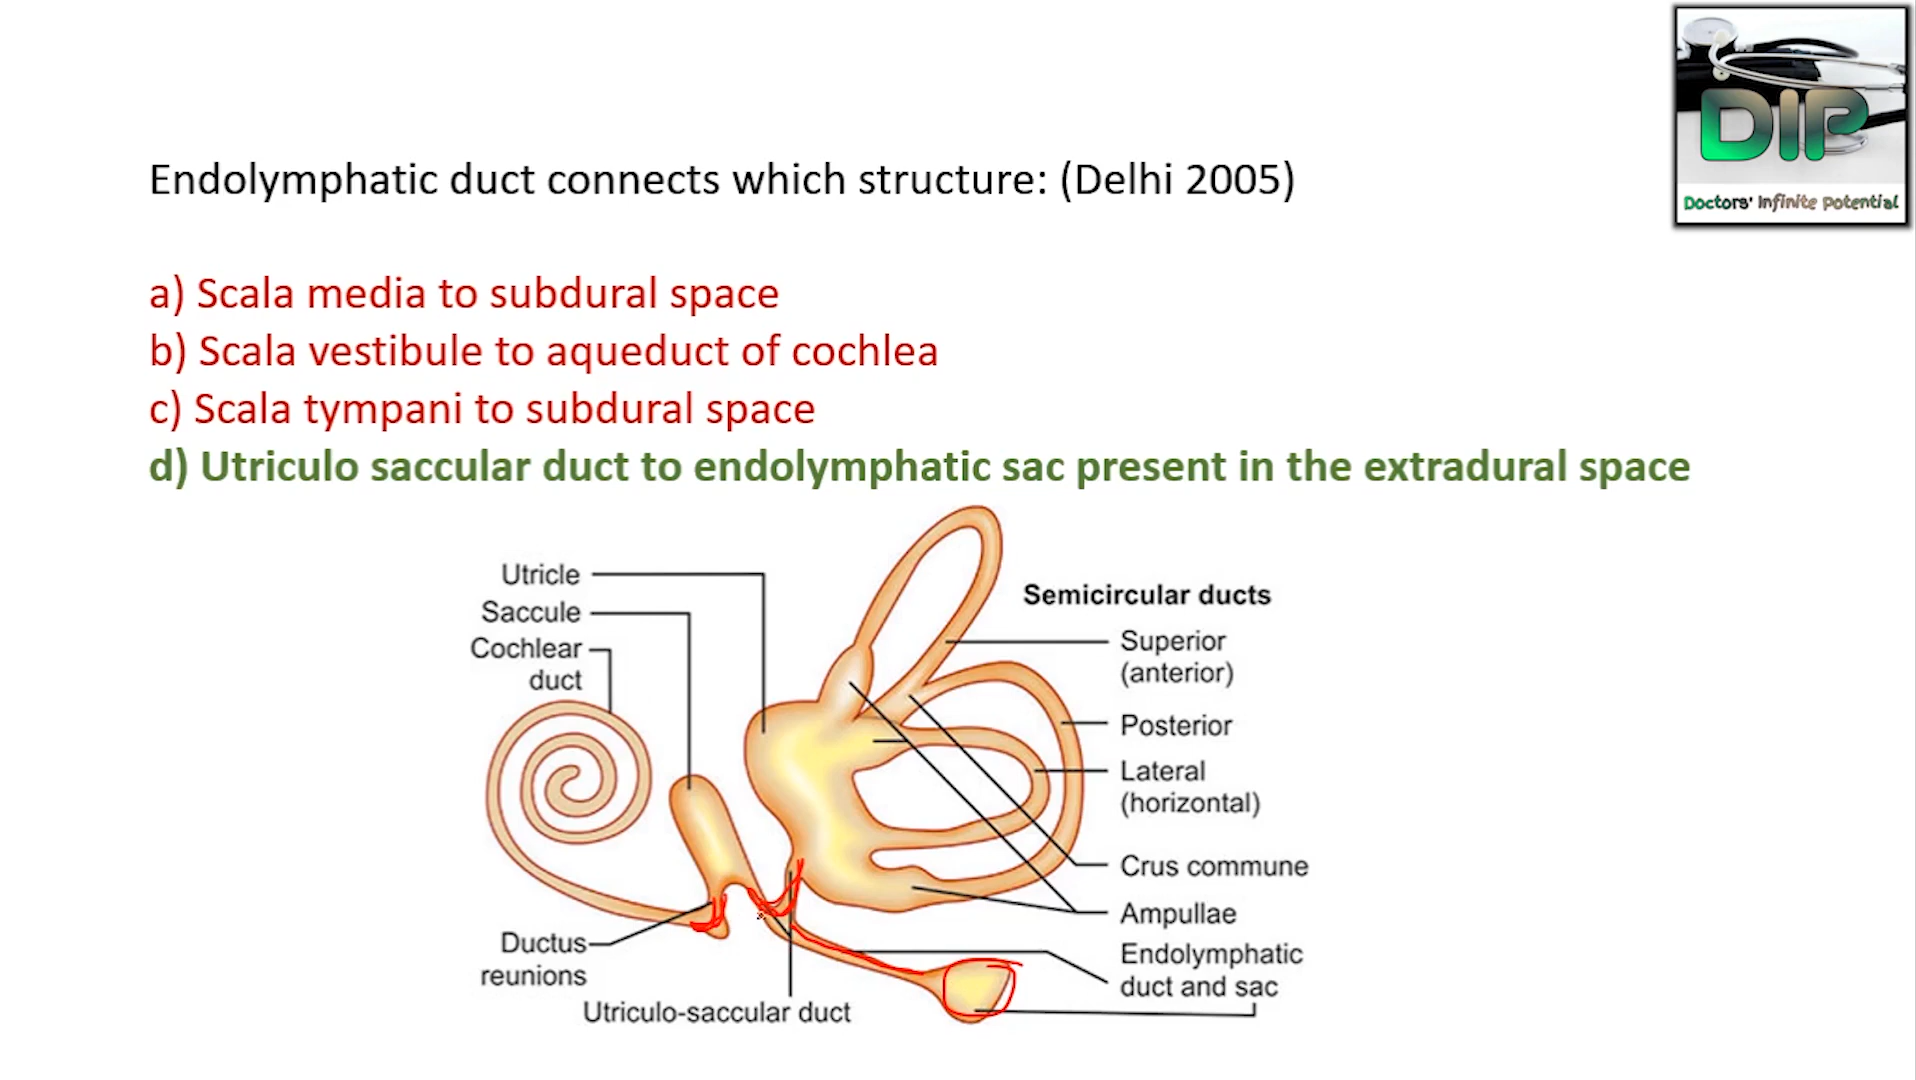 DIP
Doctors' Infinite Potential
Endolymphatic duct connects which structure: (Delhi 2005)
a) Scala media to subdural space
b) Scala vestibule to aqueduct of cochlea
c) Scala tympani to subdural space
d) Utriculo saccular duct to endolymphatic sac present in the extradural space
Utricle
Saccule
Cochlear
duct
Semicircular ducts
Superior
(anterior)
Posterior
Lateral
(horizontal)
Crus commune
Ampullae
Endolymphatic
duct and sac
Ductus
reunions
Utriculo-saccular duct